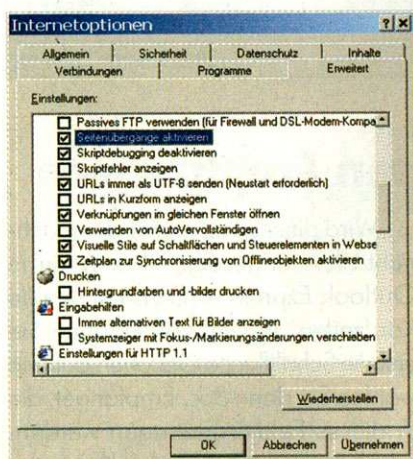 Internetoptionen
Allgemein Sicherheit Datenschutz Inhalte
Verbindungen Programme Erweitert
Einstellungen:
Passives FTP verwenden (für Firewall und DSL-Modem-Kompa
Seitenübergänge aktivieren
Skriptdebugging deaktivieren
Skriptfehler anzeigen
URLs immer als UTF-8 senden (Neustart erforderlich)
URLs in Kurzform anzeigen
Verknüpfungen im gleichen Fenster öffnen
Verwenden von AutoVervollständigen
Visuelle Stile auf Schaltflächen und Steuerelementen in Webse
Zeitplan zur Synchronisierung von Offlineobjekten aktivieren
Drucken
Hintergrundfarben und -bilder drucken
Eingabehilfen
Immer alternativen Text für Bilder anzeigen
Systemzeiger mit Fokus-/Markierungsänderungen verschieben
Einstellungen für HTTP 1.1
Wiederherstellen
OK Abbrechen Übernehmen